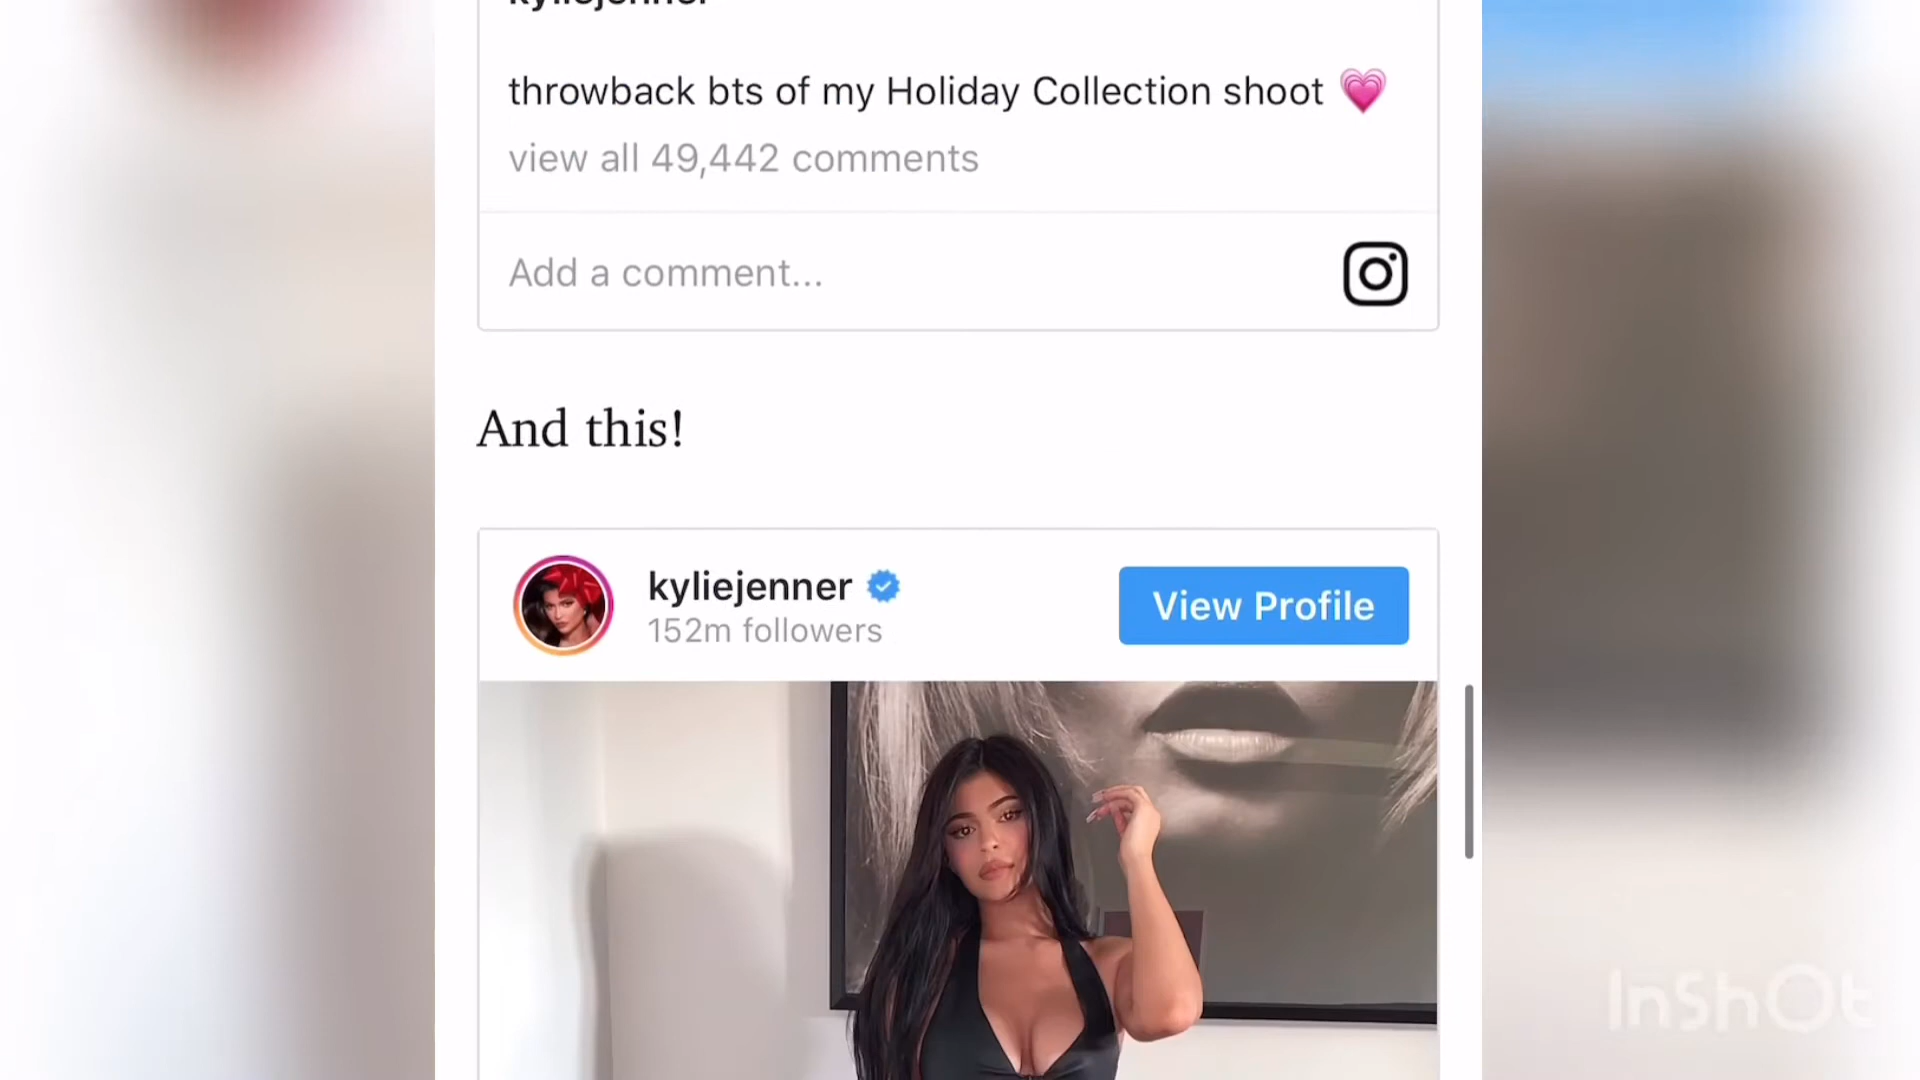 kyliejenner
throwback bts of my Holiday Collection shoot 💗
view all 49,442 comments
Add a comment...
And this!
kyliejenner
152m followers
View Profile
InShOt